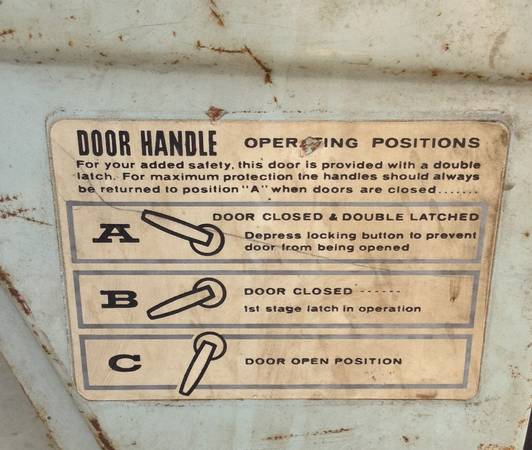 DOOR HANDLE OPERATING POSITIONS
For your added safety, this door is provided with a double
latch. For maximum protection the handles should always
be returned to position "A" when doors are closed.......
A DOOR CLOSED & DOUBLE LATCHED
Depress locking button to prevent
door from being opened
B DOOR CLOSED ------
1st stage latch in operation
C DOOR OPEN POSITION